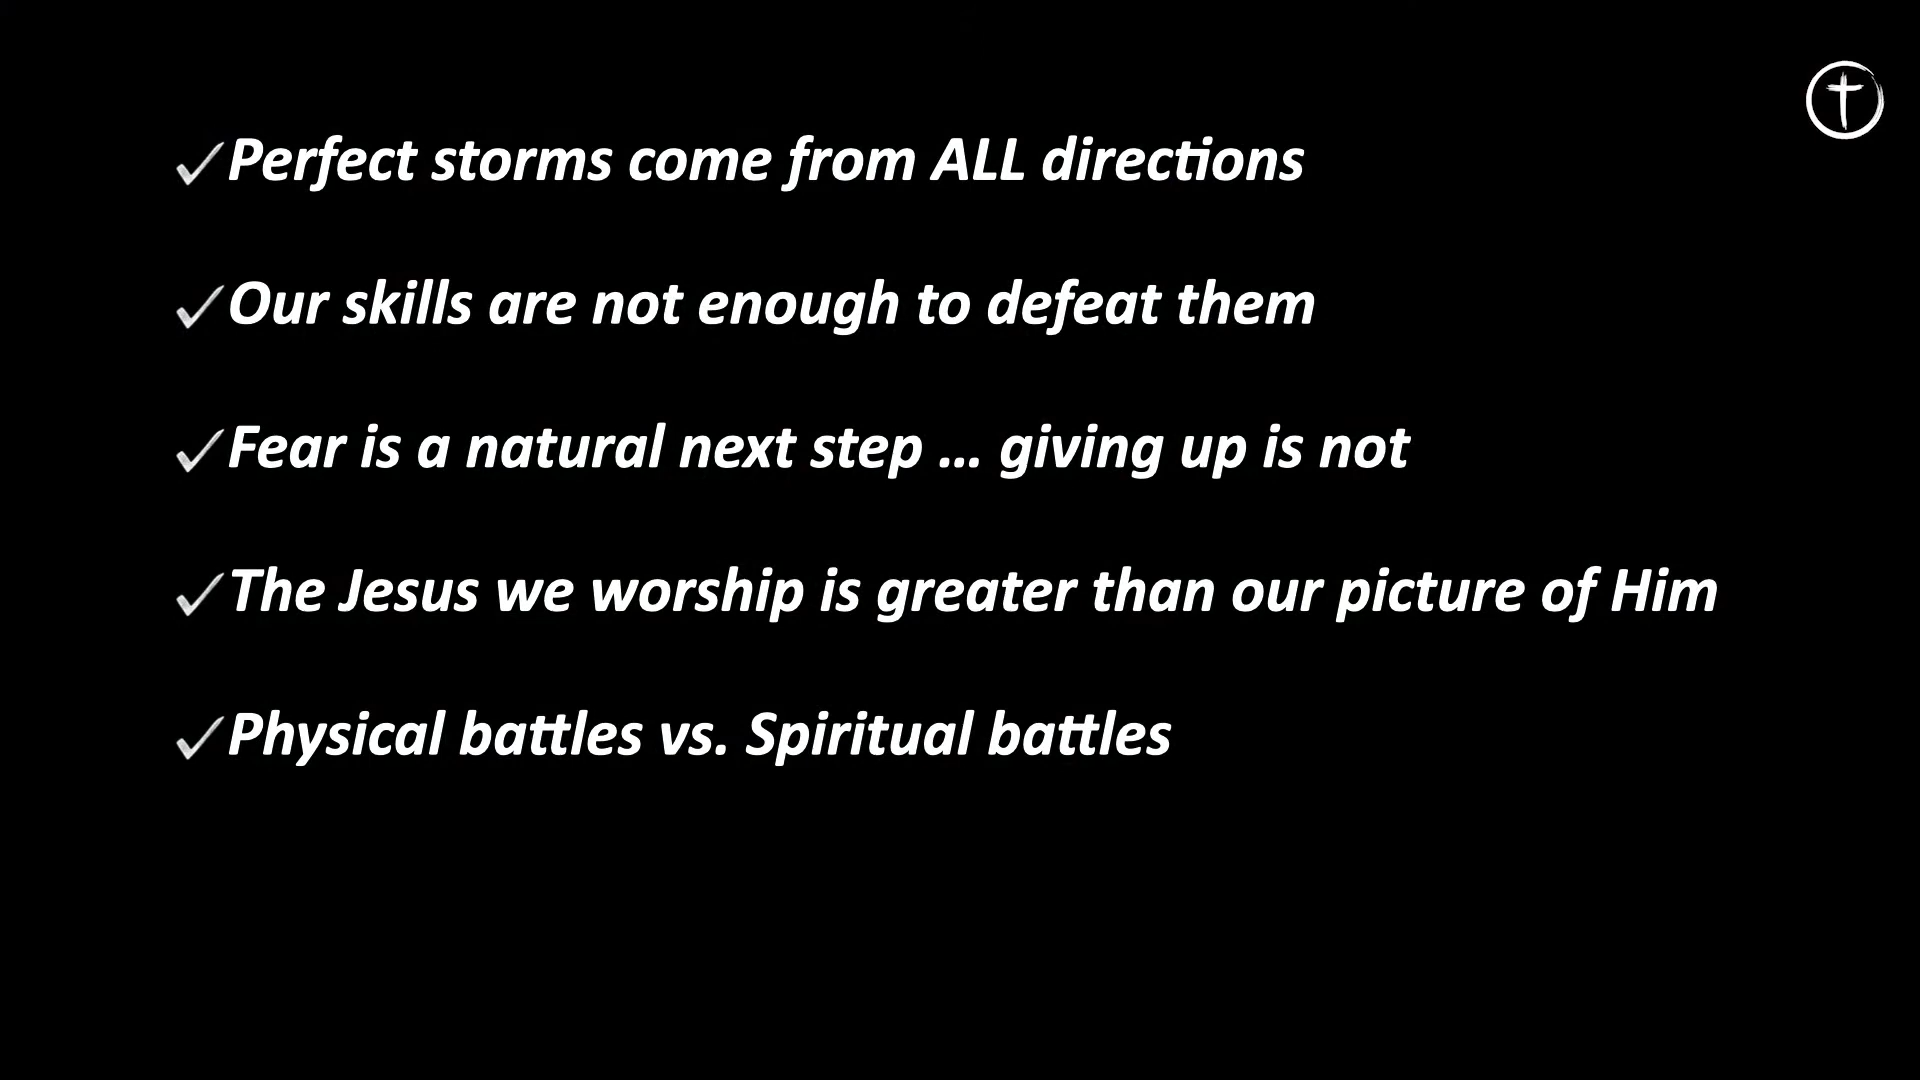 Perfect storms come from ALL directions
Our skills are not enough to defeat them
Fear is a natural next step ... giving up is not
The Jesus we worship is greater than our picture of Him
Physical battles vs. Spiritual battles